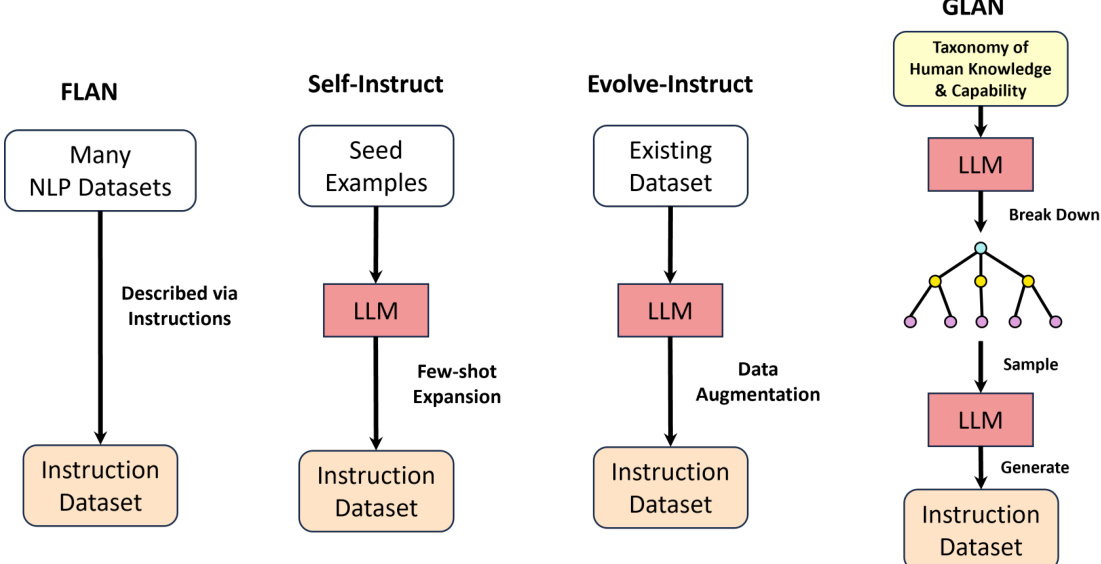 FLAN
Many
NLP Datasets
Described via
Instructions
Instruction
Dataset
Self-Instruct
Seed
Examples
LLM
Few-shot
Expansion
Instruction
Dataset
Evolve-Instruct
Existing
Dataset
LLM
Data
Augmentation
Instruction
Dataset
GLAN
Taxonomy of
Human Knowledge
& Capability
LLM
Break Down
Sample
LLM
Generate
Instruction
Dataset